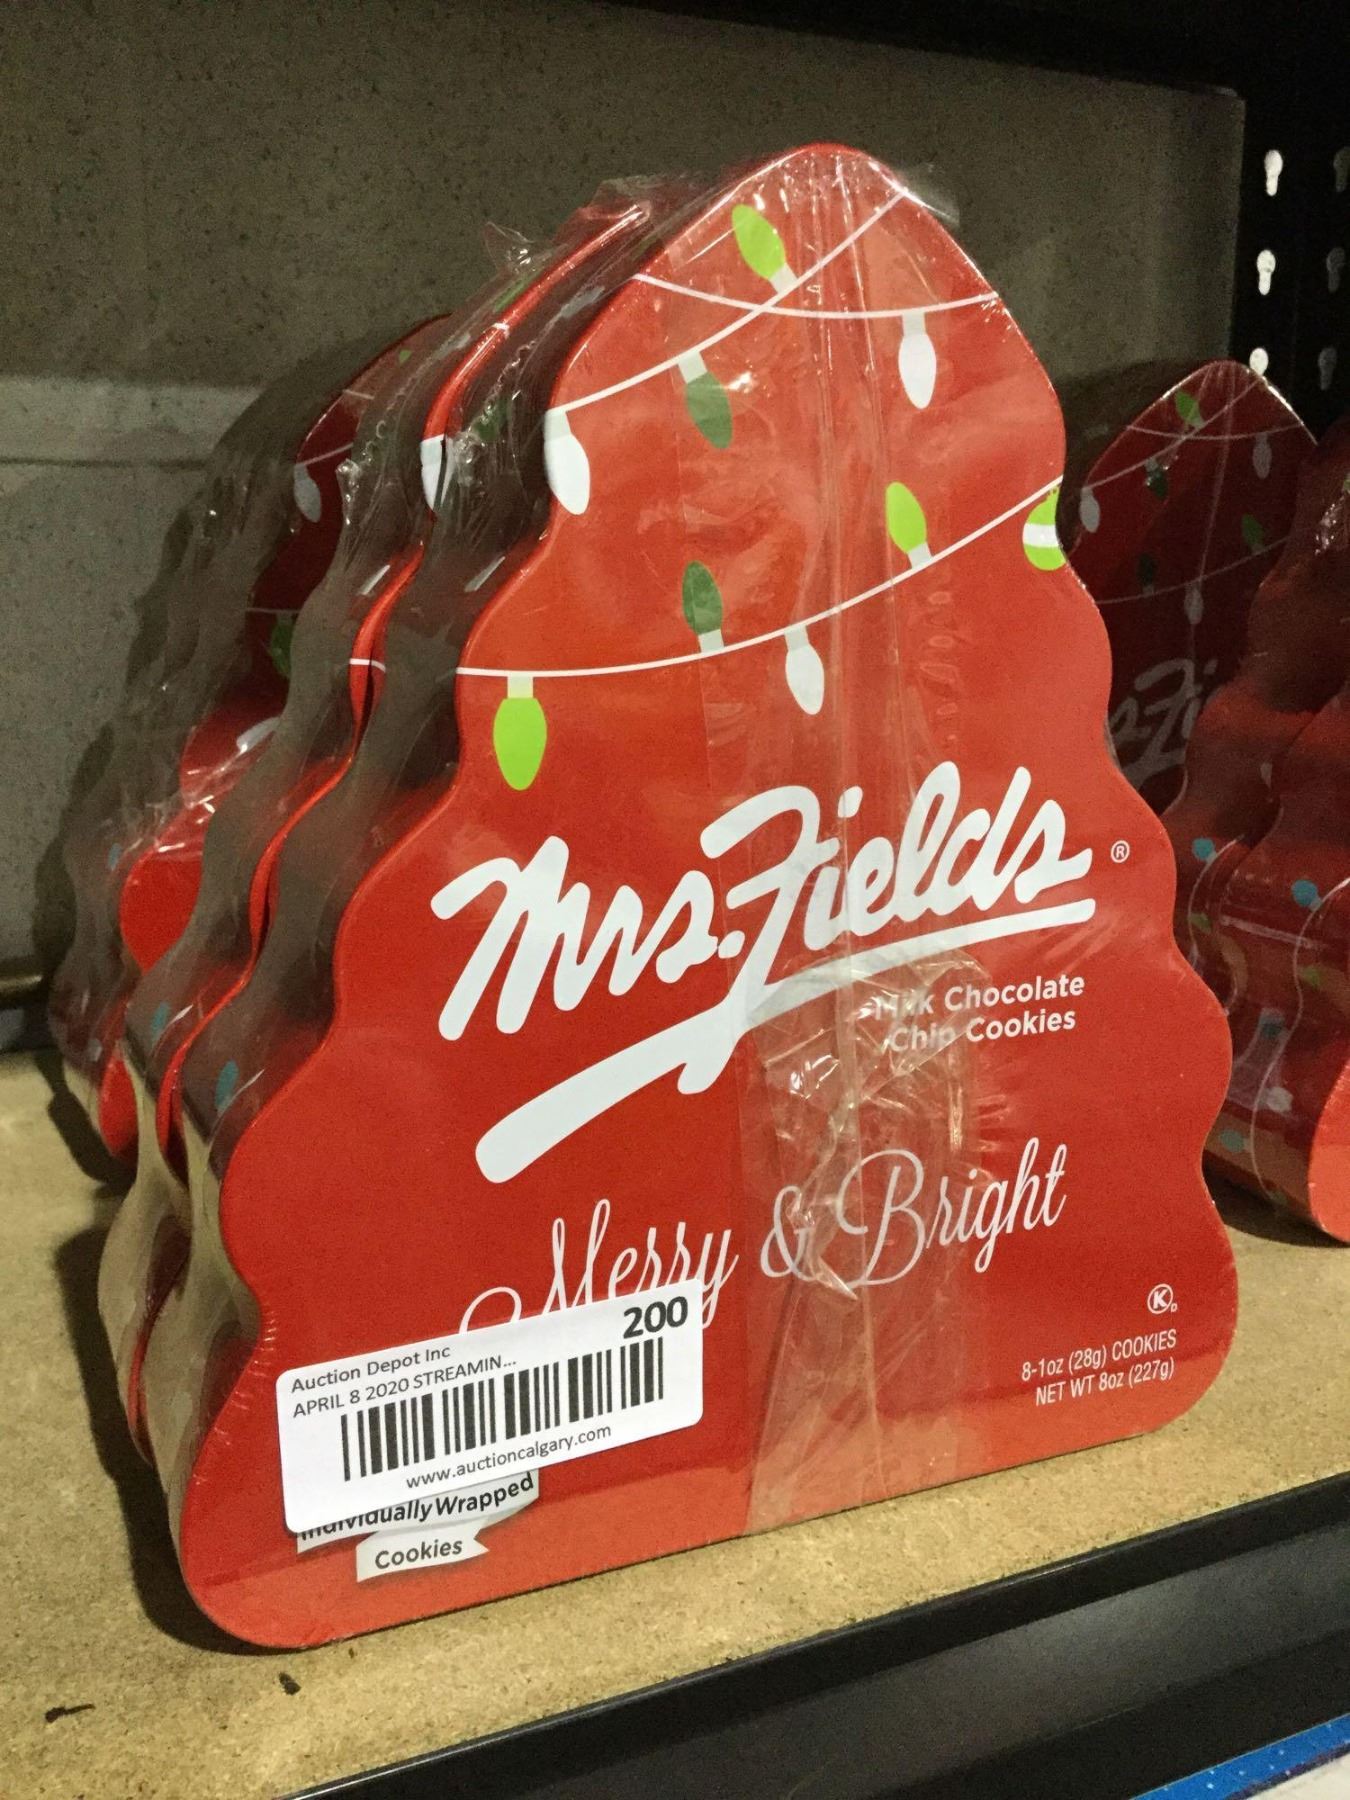 Mrs. Fields ®
Milk Chocolate
Chip Cookies
Merry & Bright
K D
8-1oz (28g) COOKIES
NET WT 8oz (227g)
200
Auction Depot Inc
APRIL 8 2020 STREAMIN...
www.auctioncalgary.com
Individually Wrapped
Cookies